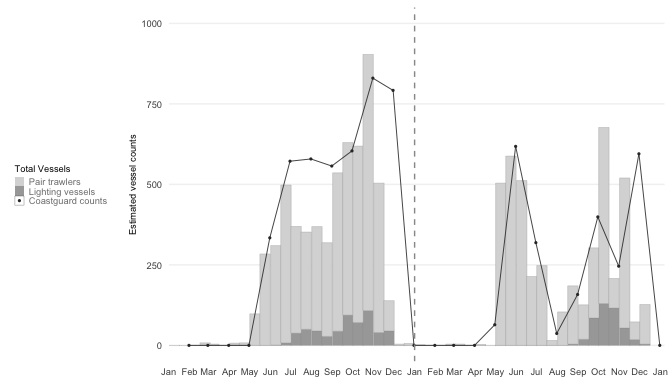 1000
750
500
250
0
Estimated vessel counts
Total Vessels
Pair trawlers
Lighting vessels
Coastguard counts
Jan Feb Mar Apr May Jun Jul Aug Sep Oct Nov Dec Jan Feb Mar Apr May Jun Jul Aug Sep Oct Nov Dec Jan